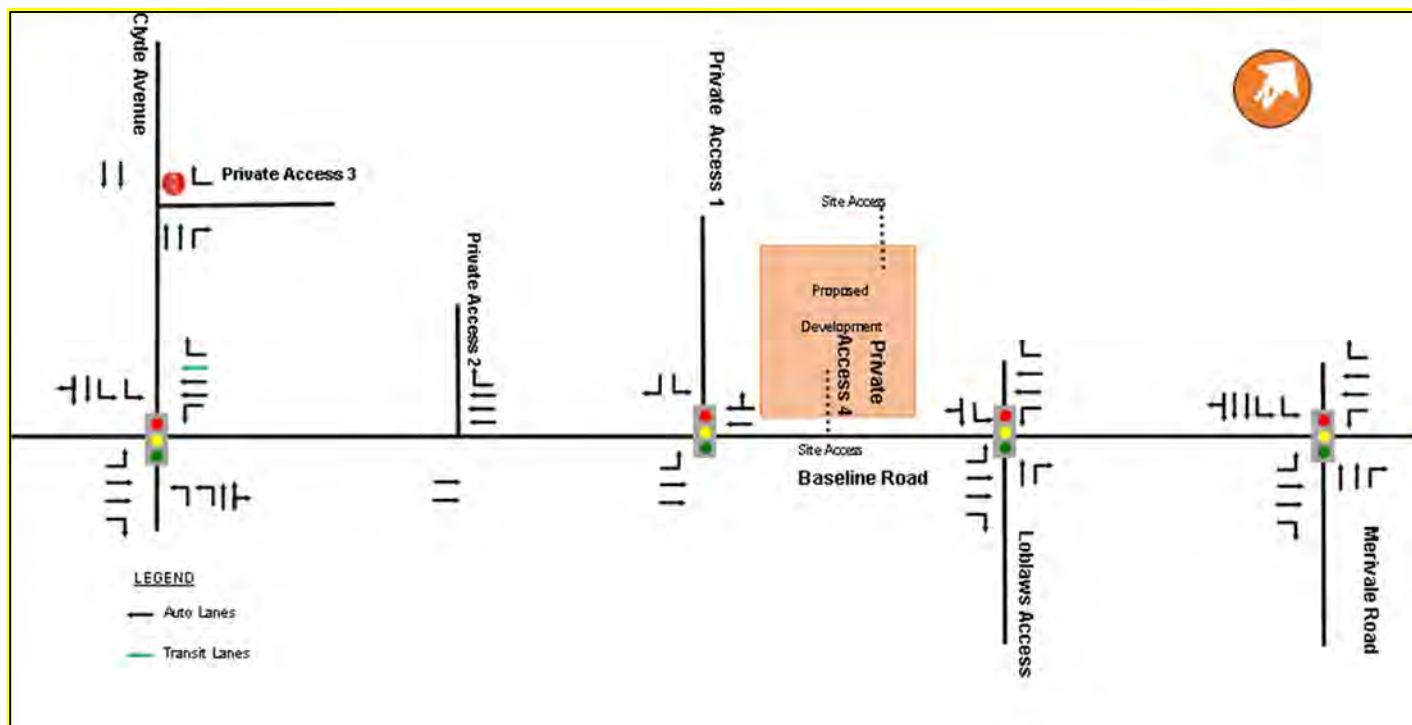 Clyde Avenue
Private Access 3
Private Access 2
Private Access 1
Site Access
Proposed
Development
Private
Access 4
Site Access
Baseline Road
Loblaws Access
Merivale Road
LEGEND
Auto Lanes
Transit Lanes